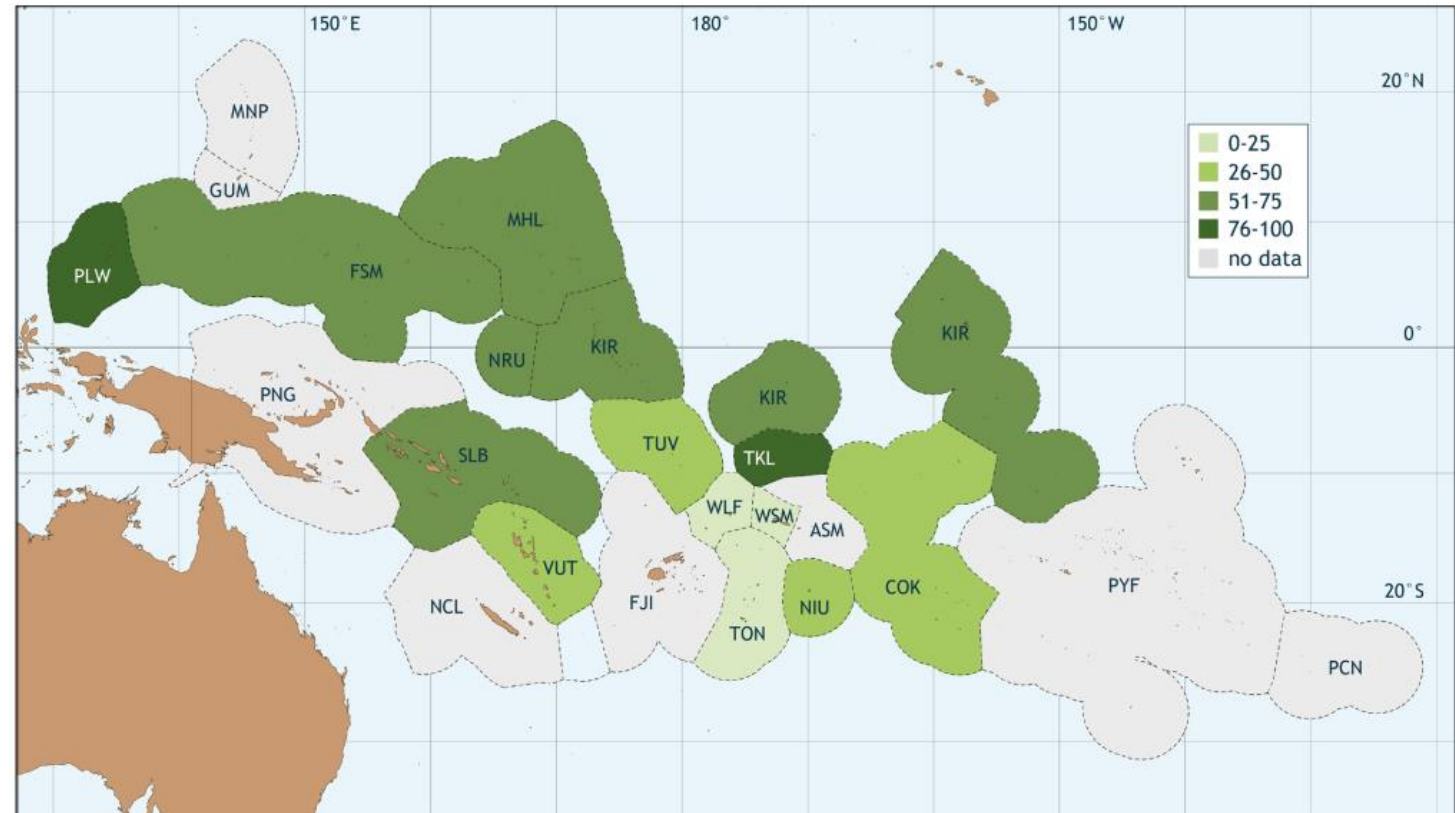 150°E
180°
150°W
20°N
MNP
0-25
26-50
51-75
76-100
no data
GUM
MHL
PLW
FSM
KIR
0°
NRU
KIR
PNG
KIR
TUV
SLB
TKL
WLF
WSM
ASM
VUT
COK
PYF
NCL
FJI
NIU
20°S
TON
PCN